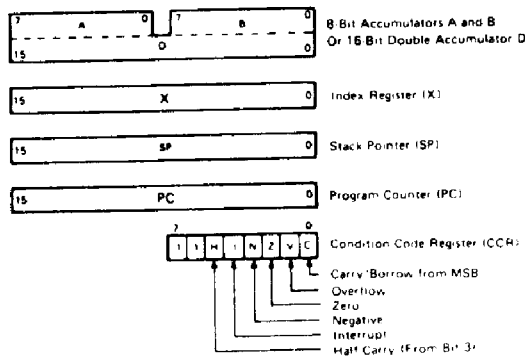 7 A 0 7 B 0
8-Bit Accumulators A and B
15 D 0
Or 16-Bit Double Accumulator D
15 X 0
Index Register (X)
15 SP 0
Stack Pointer (SP)
15 PC 0
Program Counter (PC)
7 0
1 1 H I N Z V C
Condition Code Register (CCR)
Carry/Borrow from MSB
Overflow
Zero
Negative
Interrupt
Half Carry (From Bit 3)